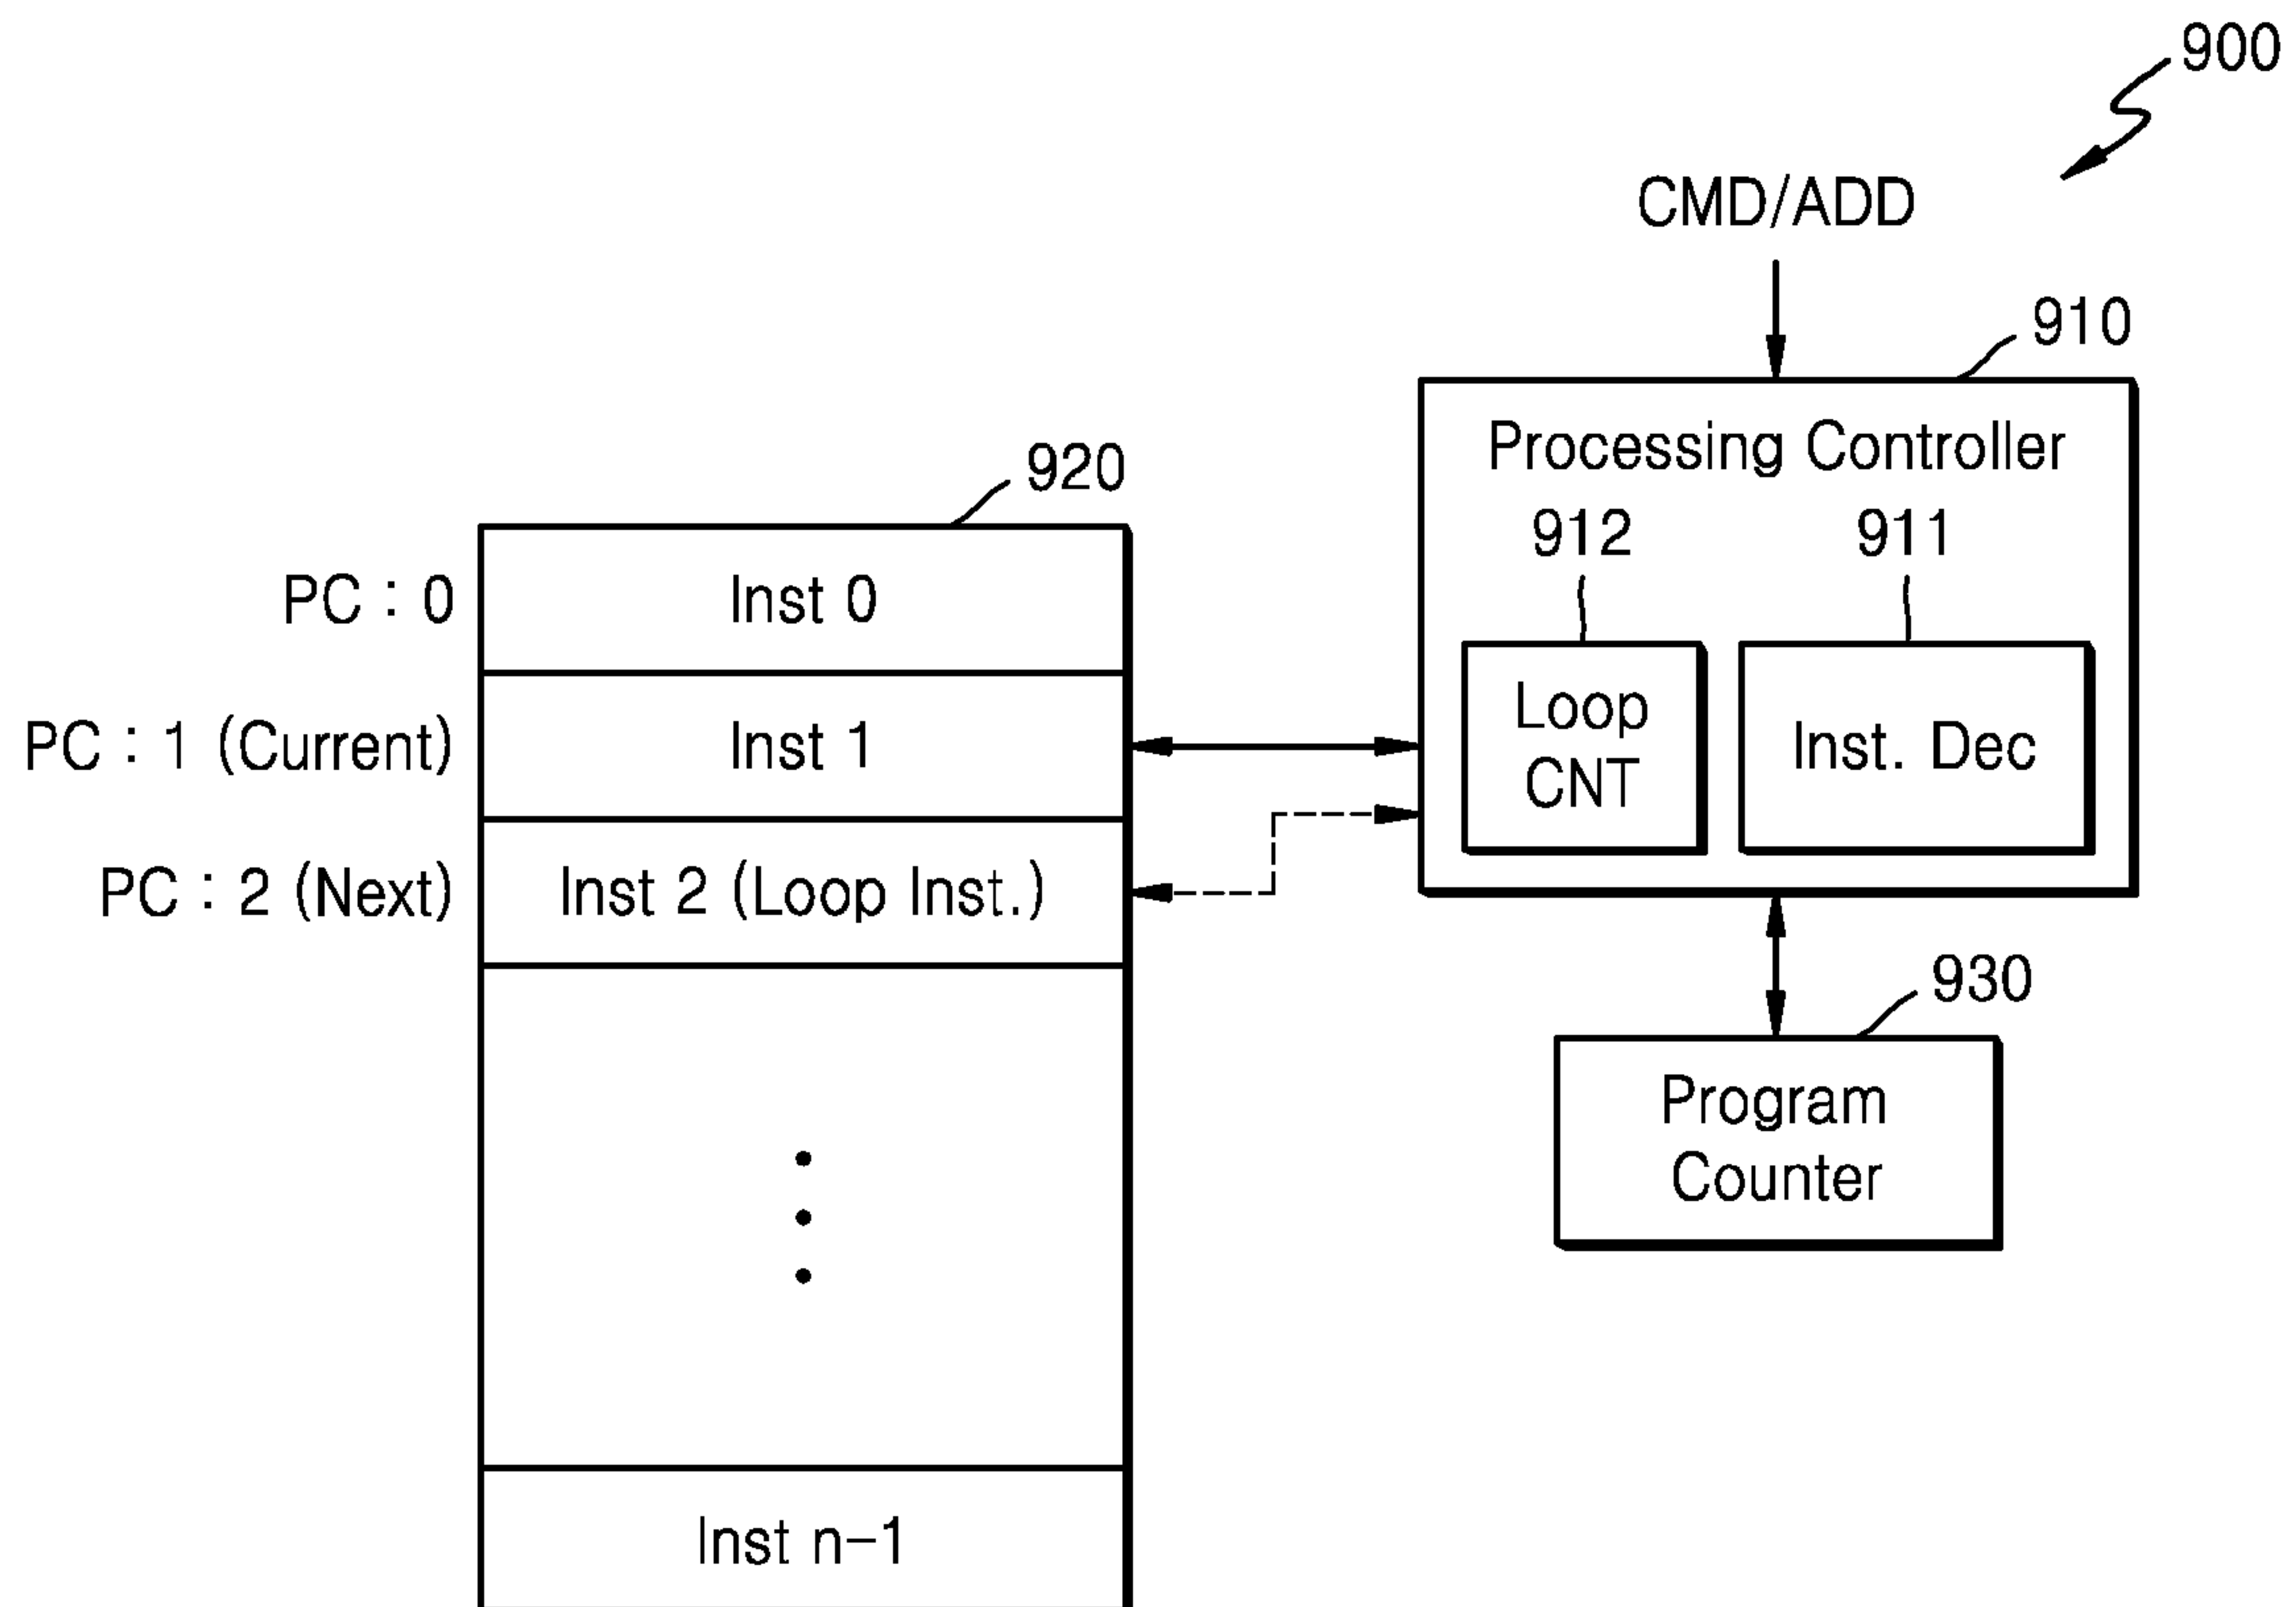 900
CMD/ADD
910
Processing Controller
912
911
Loop
CNT
Inst. Dec
920
PC : 0
Inst 0
PC : 1 (Current)
Inst 1
PC : 2 (Next)
Inst 2 (Loop Inst.)
Inst n-1
930
Program
Counter